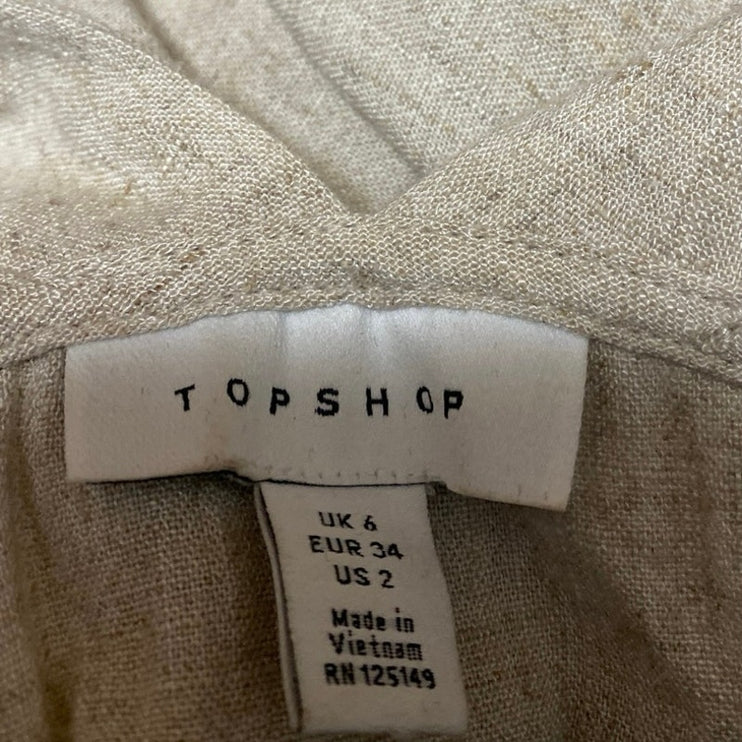 TOPSHOP
UK 6
EUR 34
US 2
Made in
Vietnam
RN 125149